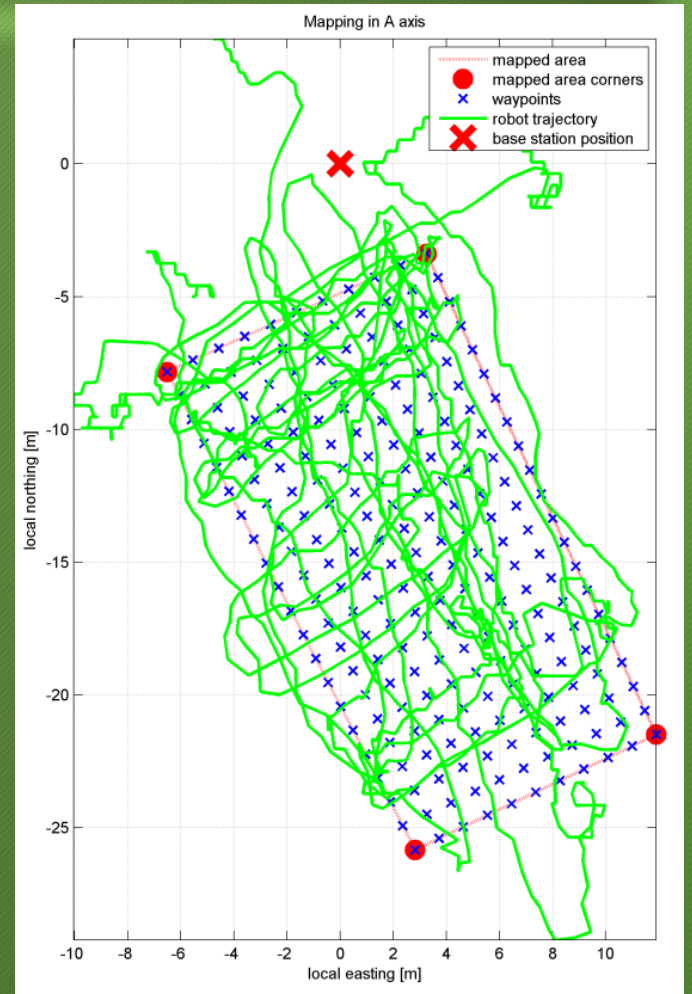 Mapping in A axis
mapped area
mapped area corners
waypoints
robot trajectory
base station position
0
-5
-10
-15
-20
-25
local northing [m]
-10 -8 -6 -4 -2 0 2 4 6 8 10
local easting [m]